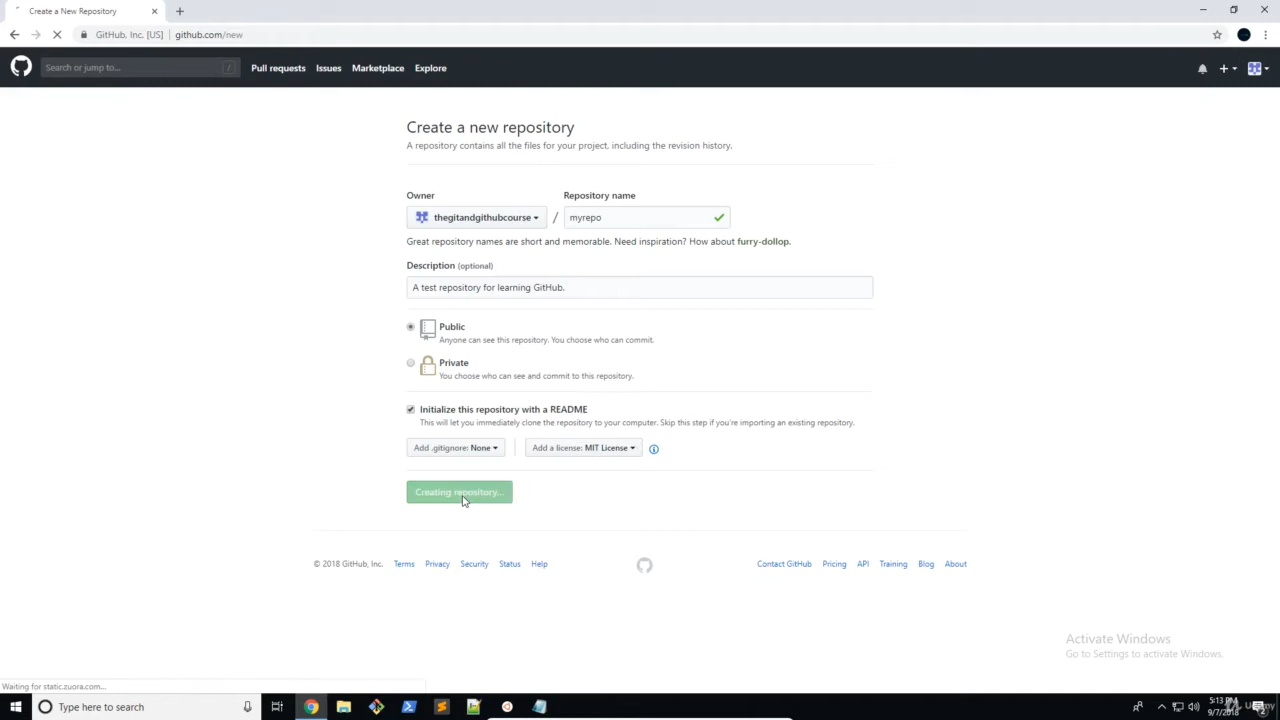 Create a New Repository
GitHub, Inc. [US] github.com/new
Search or jump to... / Pull requests Issues Marketplace Explore
Create a new repository
A repository contains all the files for your project, including the revision history.
Owner Repository name
thegitandgithubcourse / myrepo
Great repository names are short and memorable. Need inspiration? How about furry-dollop.
Description (optional)
A test repository for learning GitHub.
Public
Anyone can see this repository. You choose who can commit.
Private
You choose who can see and commit to this repository.
Initialize this repository with a README
This will let you immediately clone the repository to your computer. Skip this step if you're importing an existing repository.
Add .gitignore: None Add a license: MIT License
Creating repository...
© 2018 GitHub, Inc. Terms Privacy Security Status Help Contact GitHub Pricing API Training Blog About
Activate Windows
Go to Settings to activate Windows.
Waiting for static.zuora.com...
Type here to search
5:13 PM
9/7/2018
2